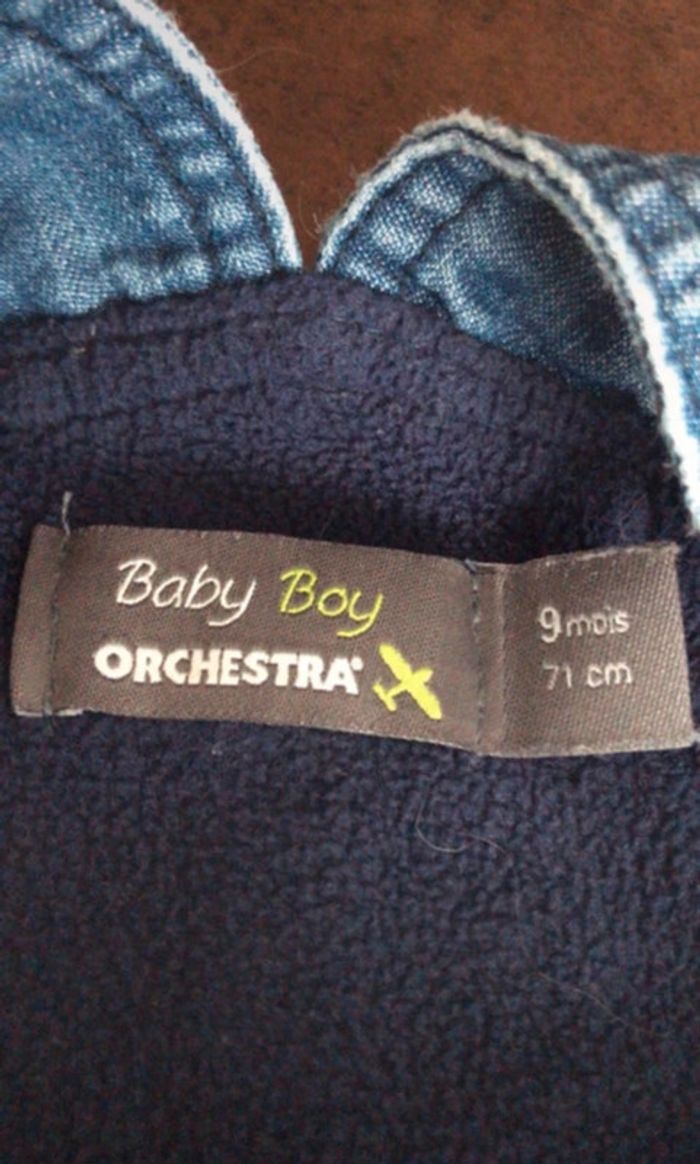 Baby Boy
ORCHESTRA®
9 mois
71 cm